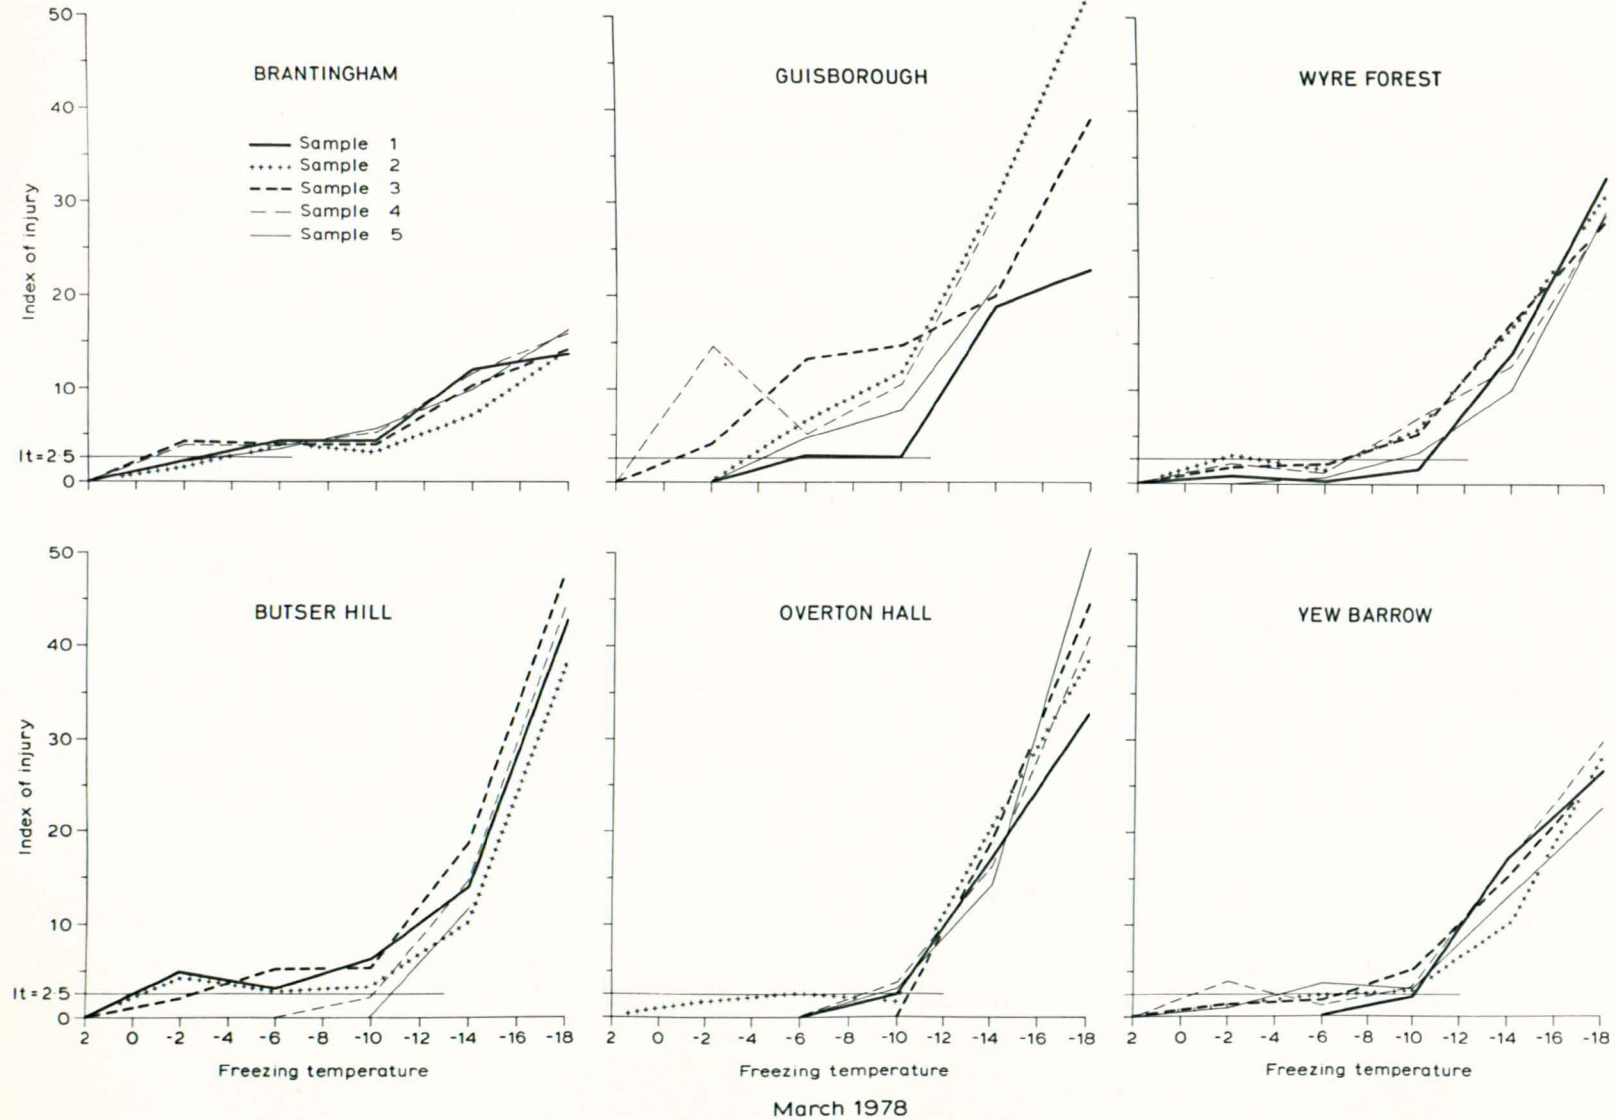 50
BRANTINGHAM
GUISBOROUGH
WYRE FOREST
40
Sample 1
Sample 2
Sample 3
Sample 4
Sample 5
Index of injury
30
20
10
It=2·5
0
50
BUTSER HILL
OVERTON HALL
YEW BARROW
40
Index of injury
30
20
10
It=2·5
0
2 0 -2 -4 -6 -8 -10 -12 -14 -16 -18
2 0 -2 -4 -6 -8 -10 -12 -14 -16 -18
2 0 -2 -4 -6 -8 -10 -12 -14 -16 -18
Freezing temperature
Freezing temperature
Freezing temperature
March 1978